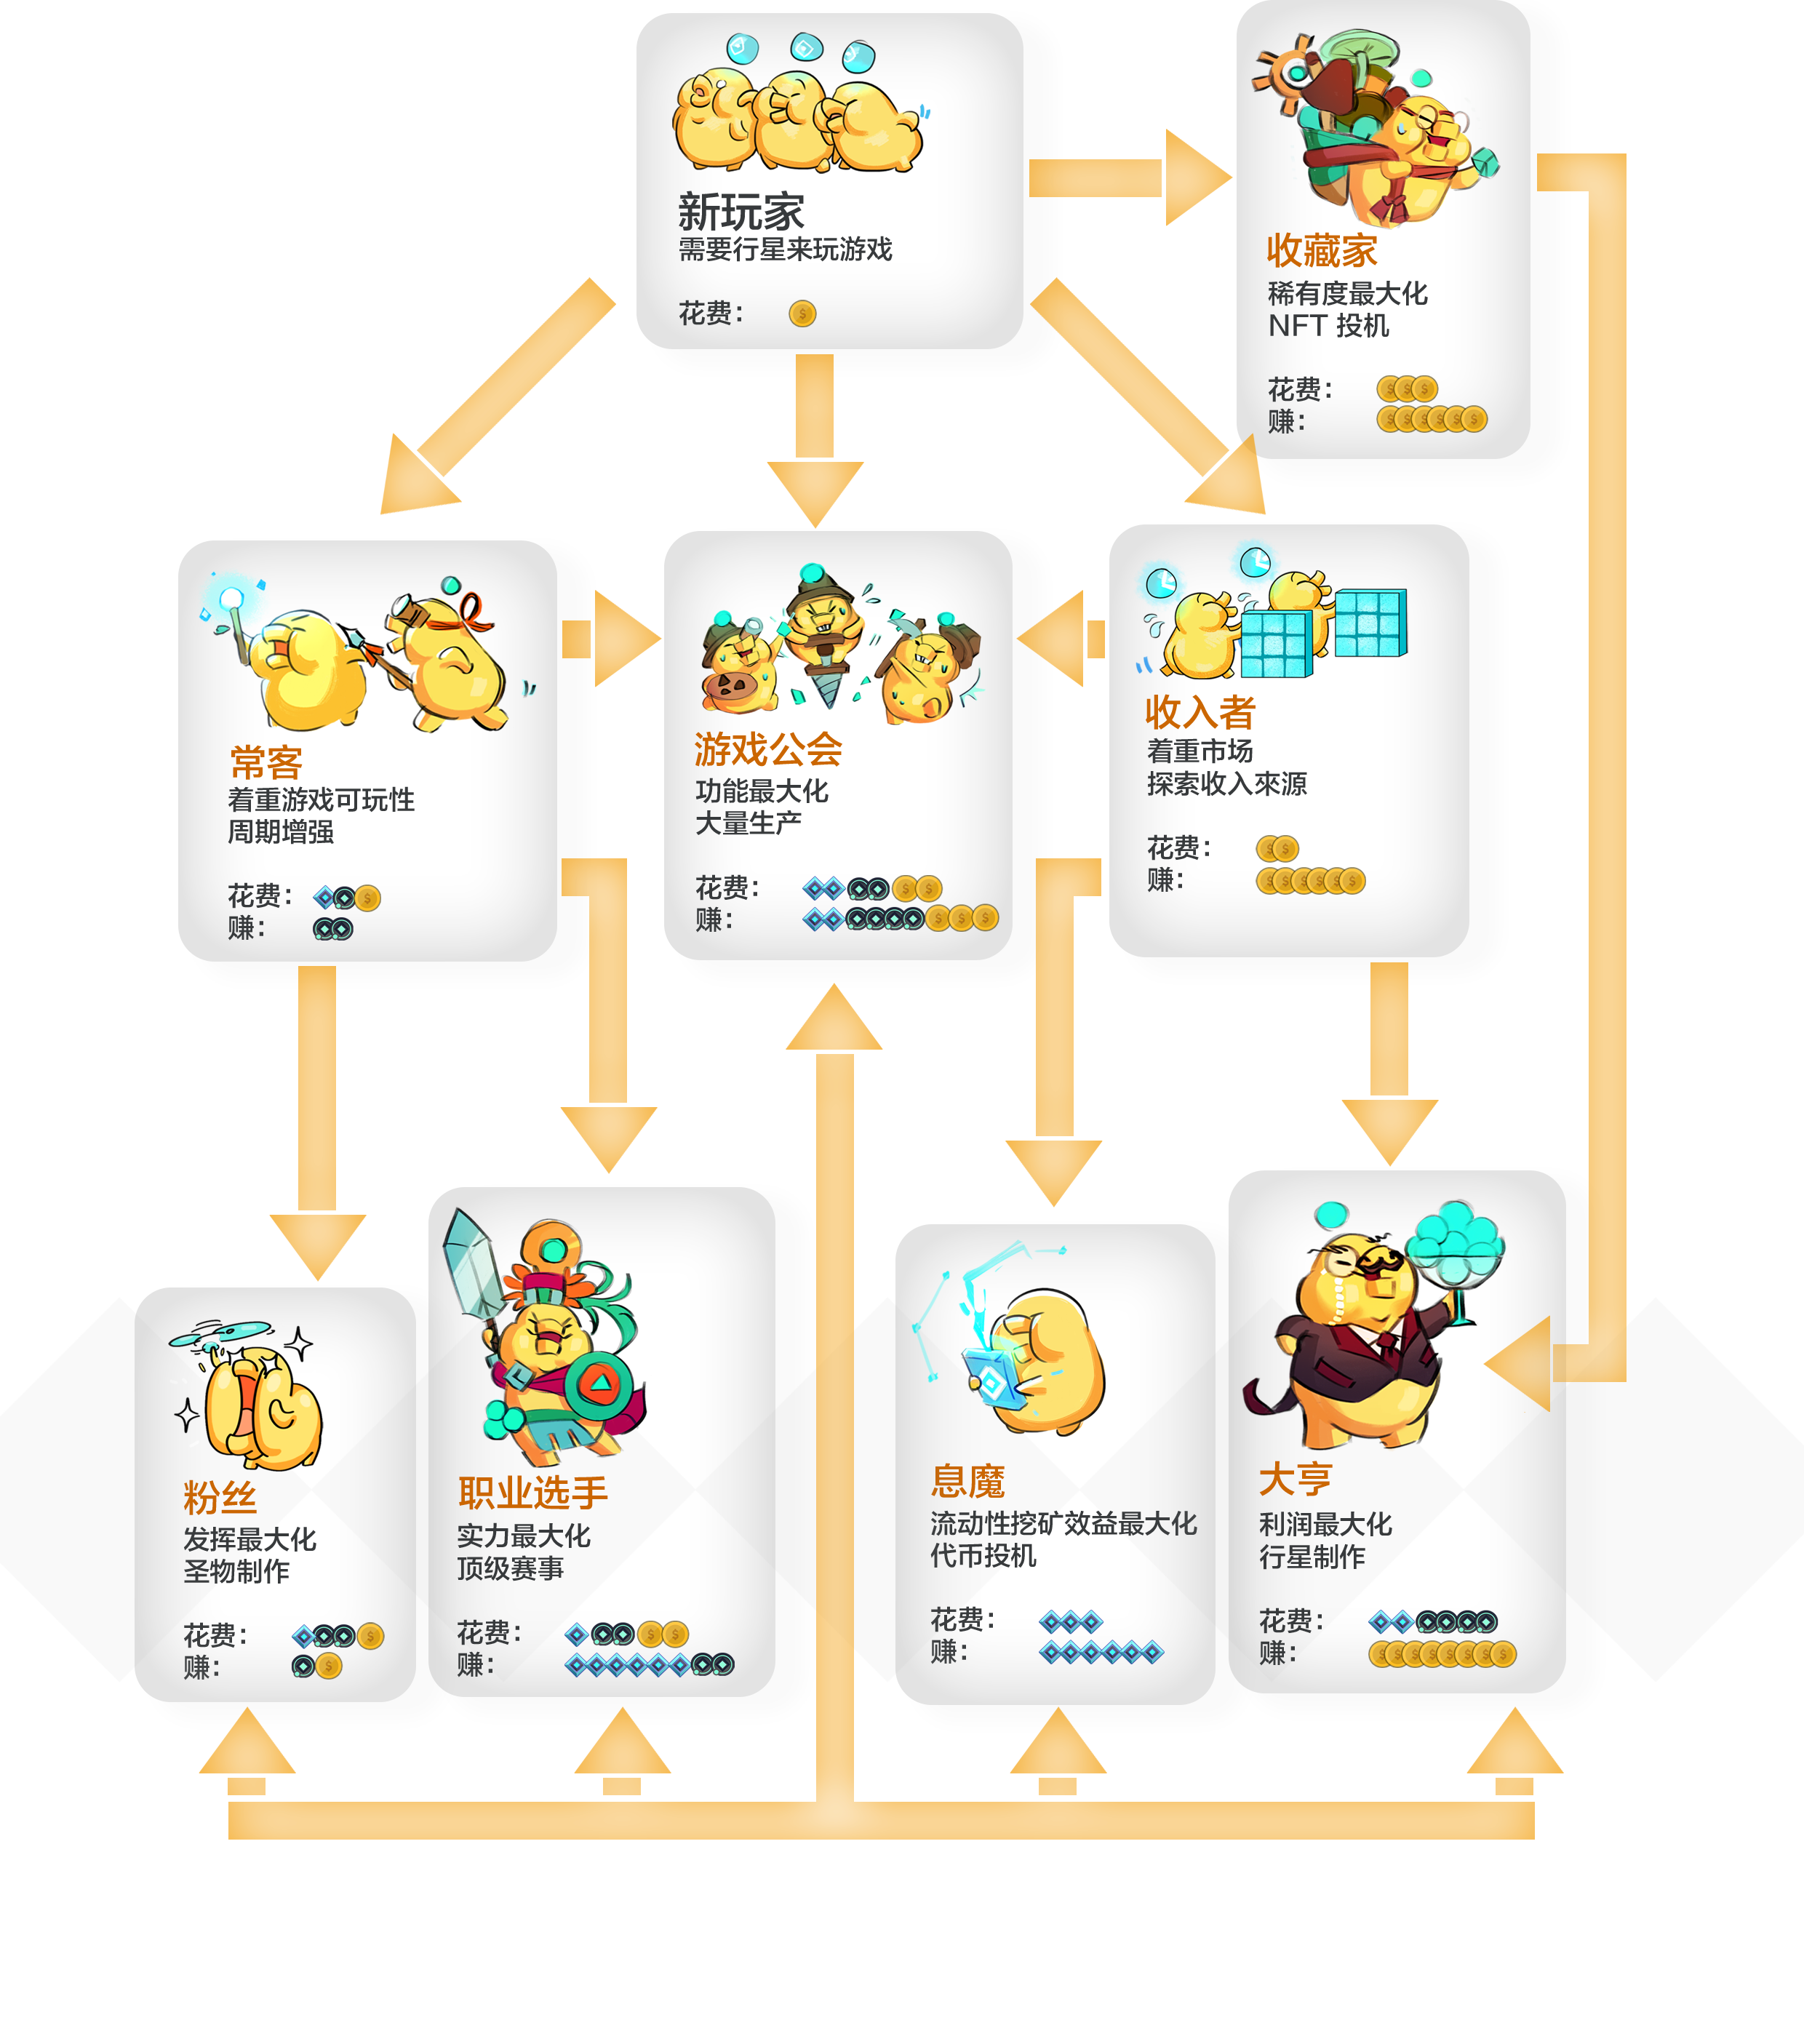 新玩家
需要行星来玩游戏
花费：
收藏家
稀有度最大化
NFT 投机
花费：
赚：
常客
着重游戏可玩性
周期增强
花费：
赚：
游戏公会
功能最大化
大量生产
花费：
赚：
收入者
着重市场
探索收入來源
花费：
赚：
粉丝
发挥最大化
圣物制作
花费：
赚：
职业选手
实力最大化
顶级赛事
花费：
赚：
息魔
流动性挖矿效益最大化
代币投机
花费：
赚：
大亨
利润最大化
行星制作
花费：
赚：